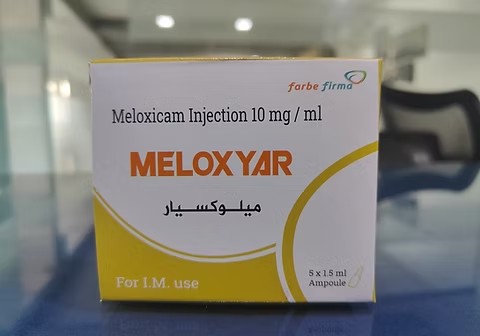 farbe firma
Meloxicam Injection 10 mg / ml
MELOXYAR
ميلوكسيار
5 x 1.5 ml
Ampoule
For I.M. use